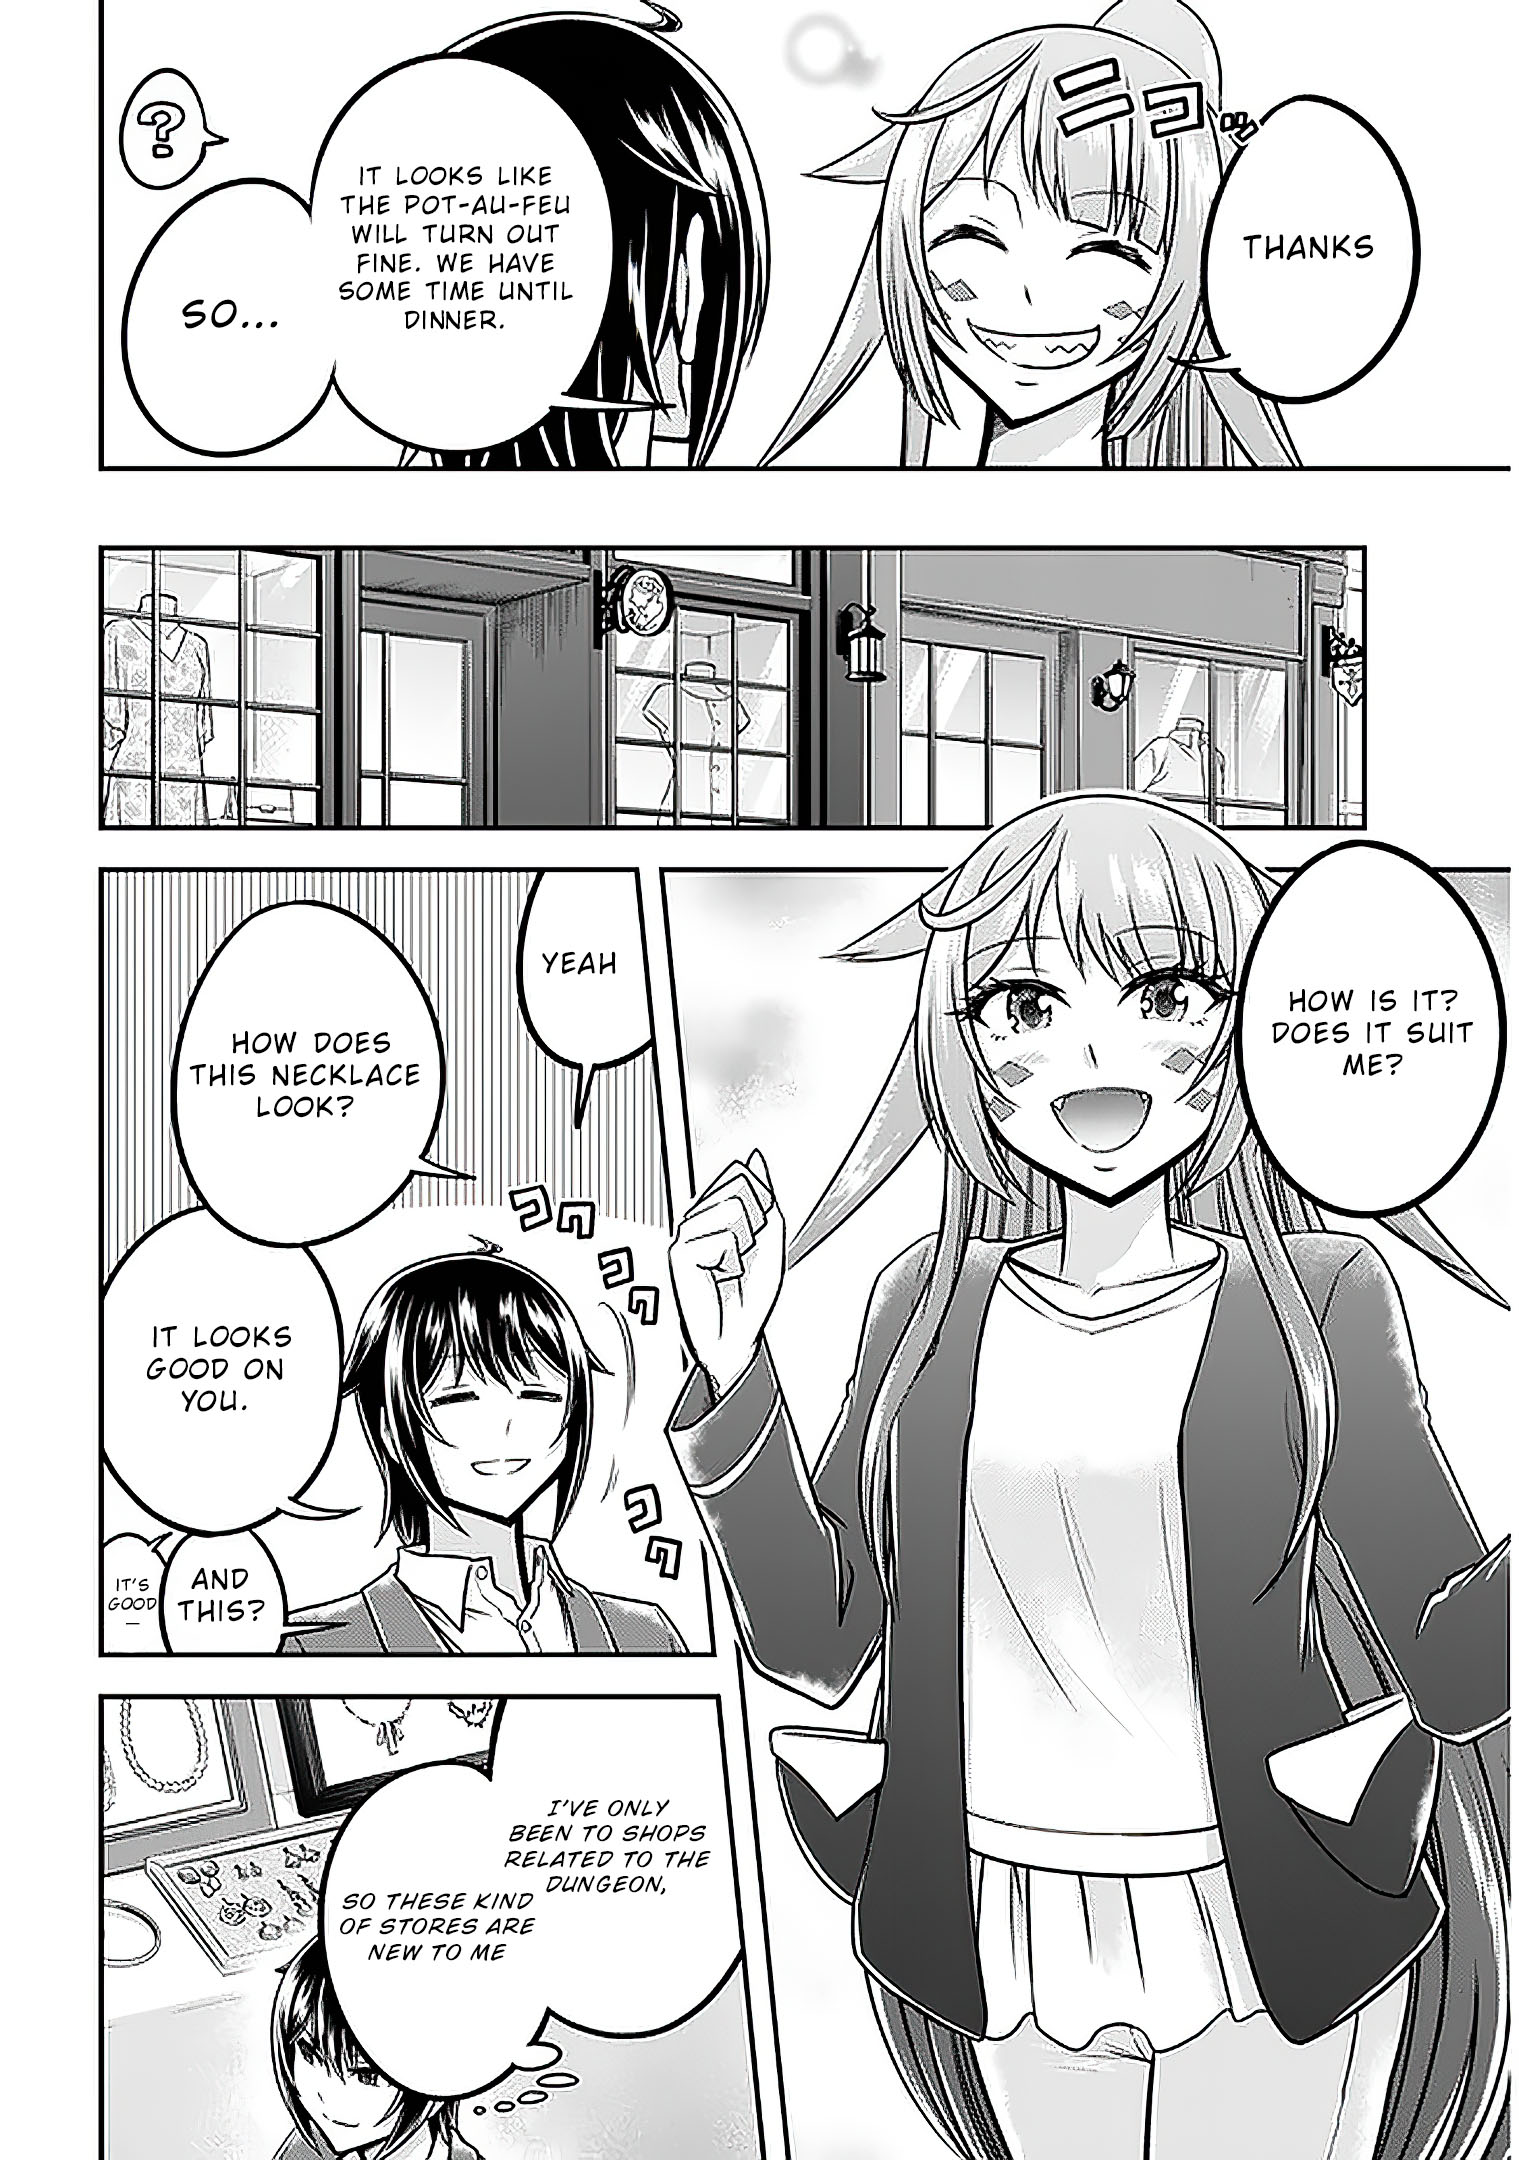 THANKS
ニコッ
IT LOOKS LIKE
THE POT-AU-FEU
WILL TURN OUT
FINE. WE HAVE
SOME TIME UNTIL
DINNER.
SO...
?
HOW IS IT?
DOES IT SUIT
ME?
YEAH
HOW DOES
THIS NECKLACE
LOOK?
コク
コク
コク
IT LOOKS
GOOD ON
YOU.
AND
THIS?
IT'S
GOOD
—
I'VE ONLY
BEEN TO SHOPS
RELATED TO THE
DUNGEON,
SO THESE KIND
OF STORES ARE
NEW TO ME